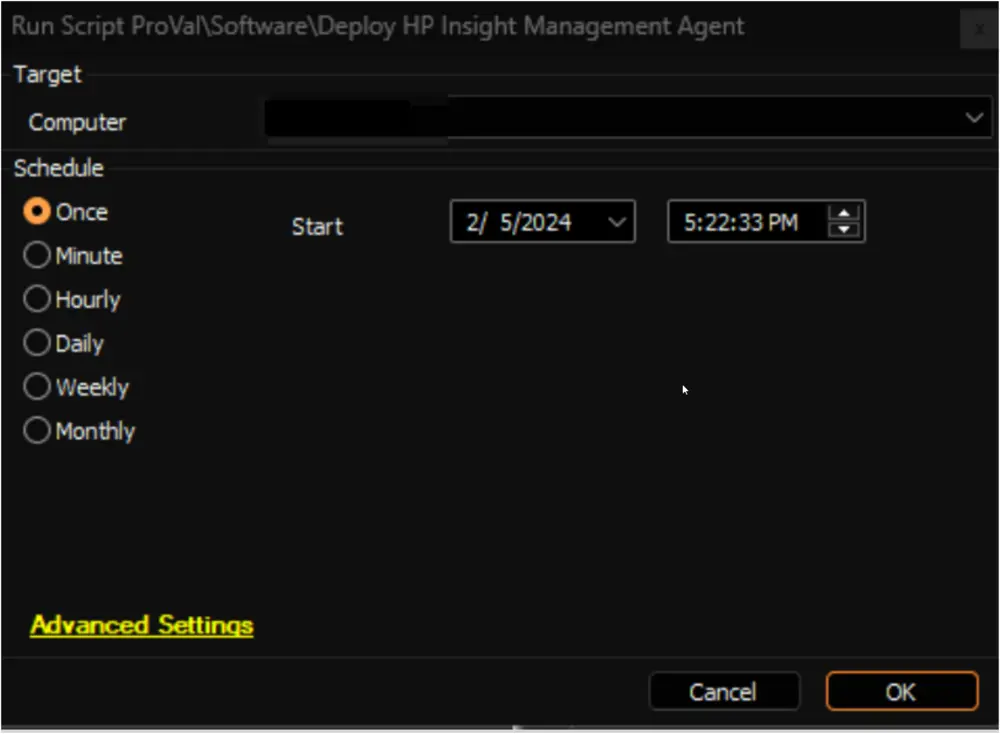 Run Script ProVal\Software\Deploy HP Insight Management Agent x
Target
Computer
Schedule
Once
Start 2/ 5/2024 5:22:33 PM
Minute
Hourly
Daily
Weekly
Monthly
Advanced Settings
Cancel OK